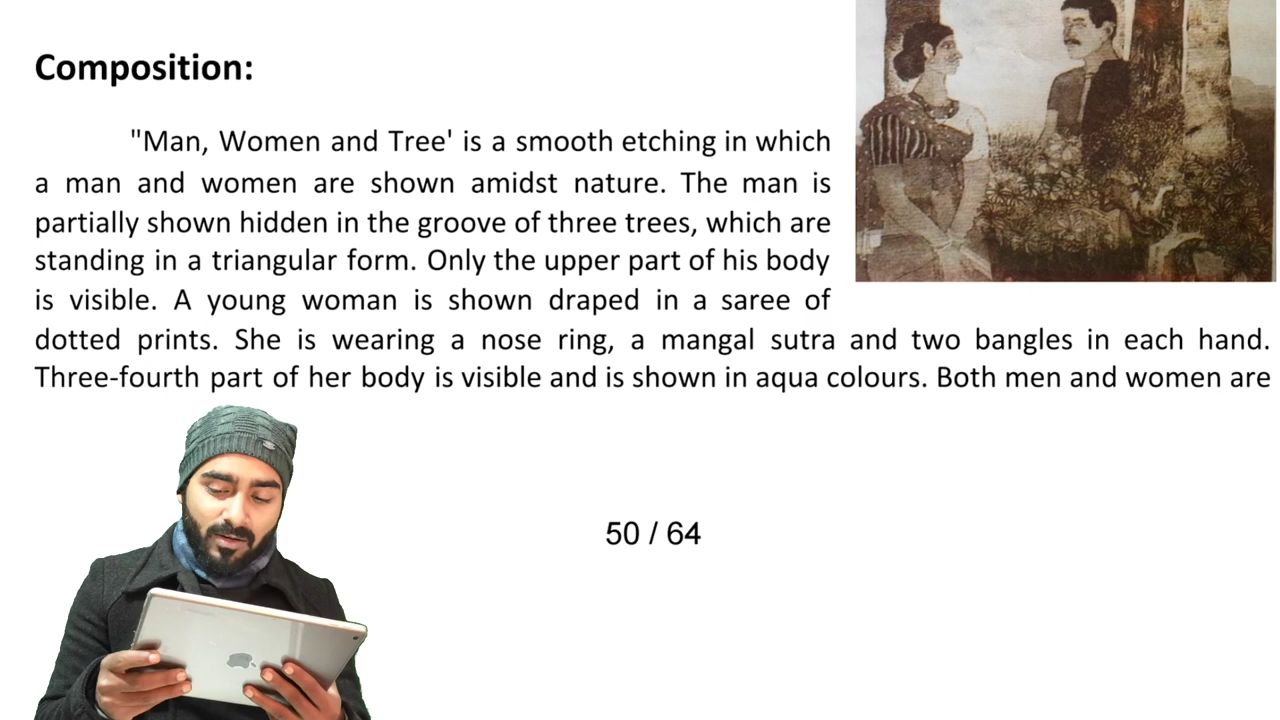 Composition:
"Man, Women and Tree' is a smooth etching in which
a man and women are shown amidst nature. The man is
partially shown hidden in the groove of three trees, which are
standing in a triangular form. Only the upper part of his body
is visible. A young woman is shown draped in a saree of
dotted prints. She is wearing a nose ring, a mangal sutra and two bangles in each hand.
Three-fourth part of her body is visible and is shown in aqua colours. Both men and women are
50 / 64